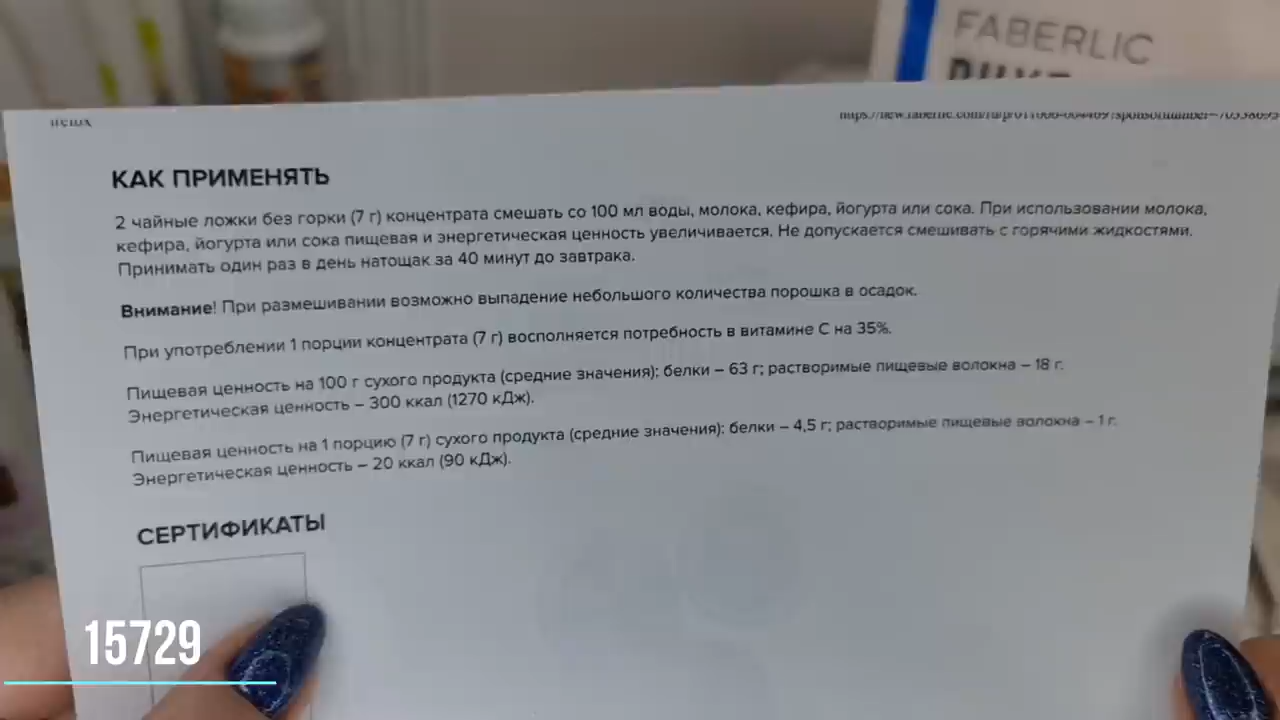 FABERLIC
КАК ПРИМЕНЯТЬ
2 чайные ложки без горки (7 г) концентрата смешать со 100 мл воды, молока, кефира, йогурта или сока. При использовании молока,
кефира, йогурта или сока пищевая и энергетическая ценность увеличивается. Не допускается смешивать с горячими жидкостями.
Принимать один раз в день натощак за 40 минут до завтрака.
Внимание! При размешивании возможно выпадение небольшого количества порошка в осадок.
При употреблении 1 порции концентрата (7 г) восполняется потребность в витамине С на 35%.
Пищевая ценность на 100 г сухого продукта (средние значения): белки – 63 г; растворимые пищевые волокна – 18 г.
Энергетическая ценность – 300 ккал (1270 кДж).
Пищевая ценность на 1 порцию (7 г) сухого продукта (средние значения): белки – 4,5 г; растворимые пищевые волокна – 1 г.
Энергетическая ценность – 20 ккал (90 кДж).
СЕРТИФИКАТЫ
15729